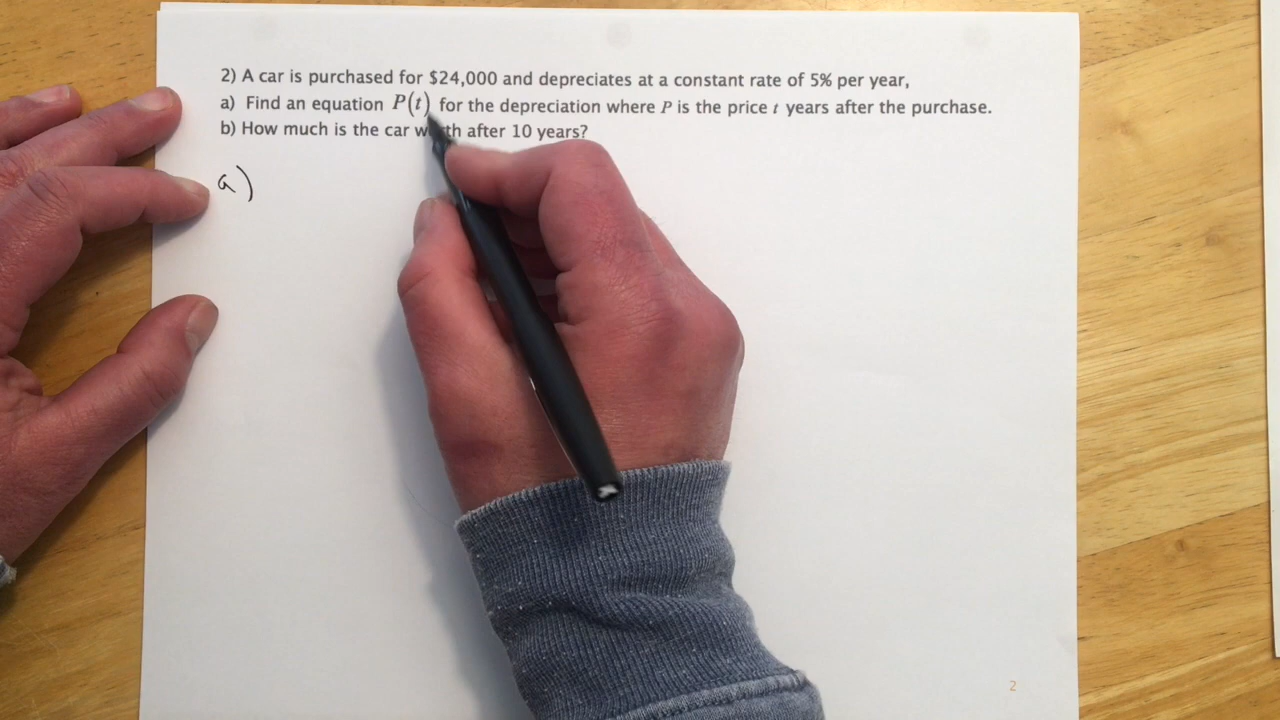 2) A car is purchased for $24,000 and depreciates at a constant rate of 5% per year,
a) Find an equation P(t) for the depreciation where P is the price t years after the purchase.
b) How much is the car worth after 10 years?
a)
2